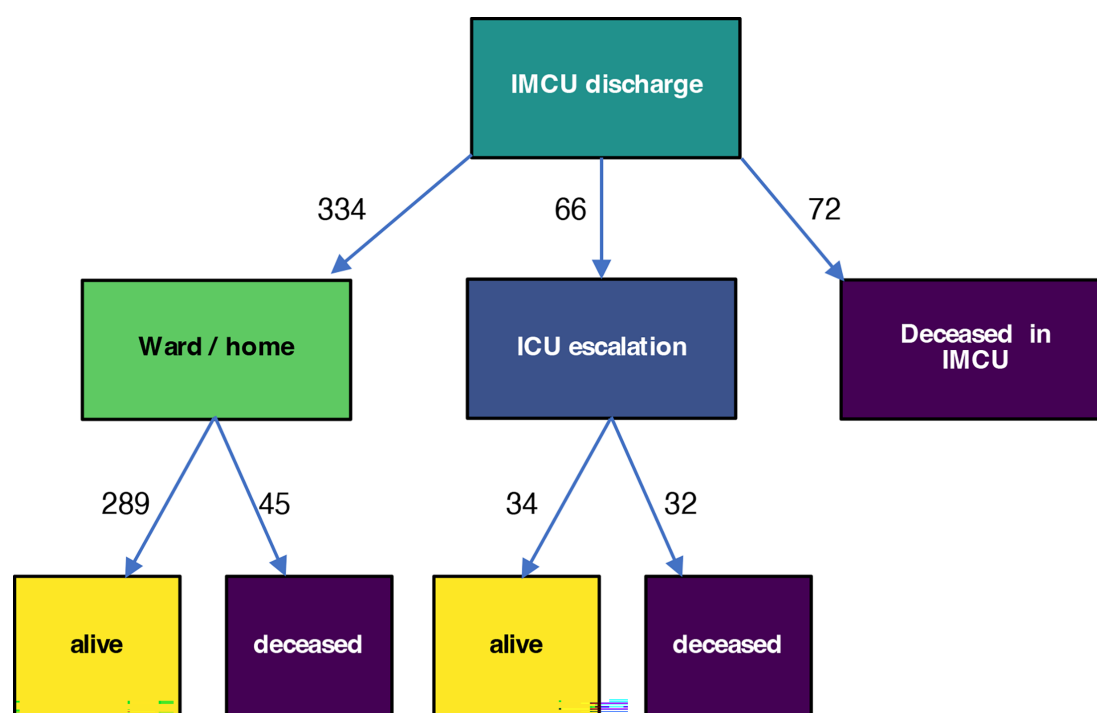 IMCU discharge
334
66
72
Ward / home
ICU escalation
Deceased in
IMCU
289
45
34
32
alive
deceased
alive
deceased